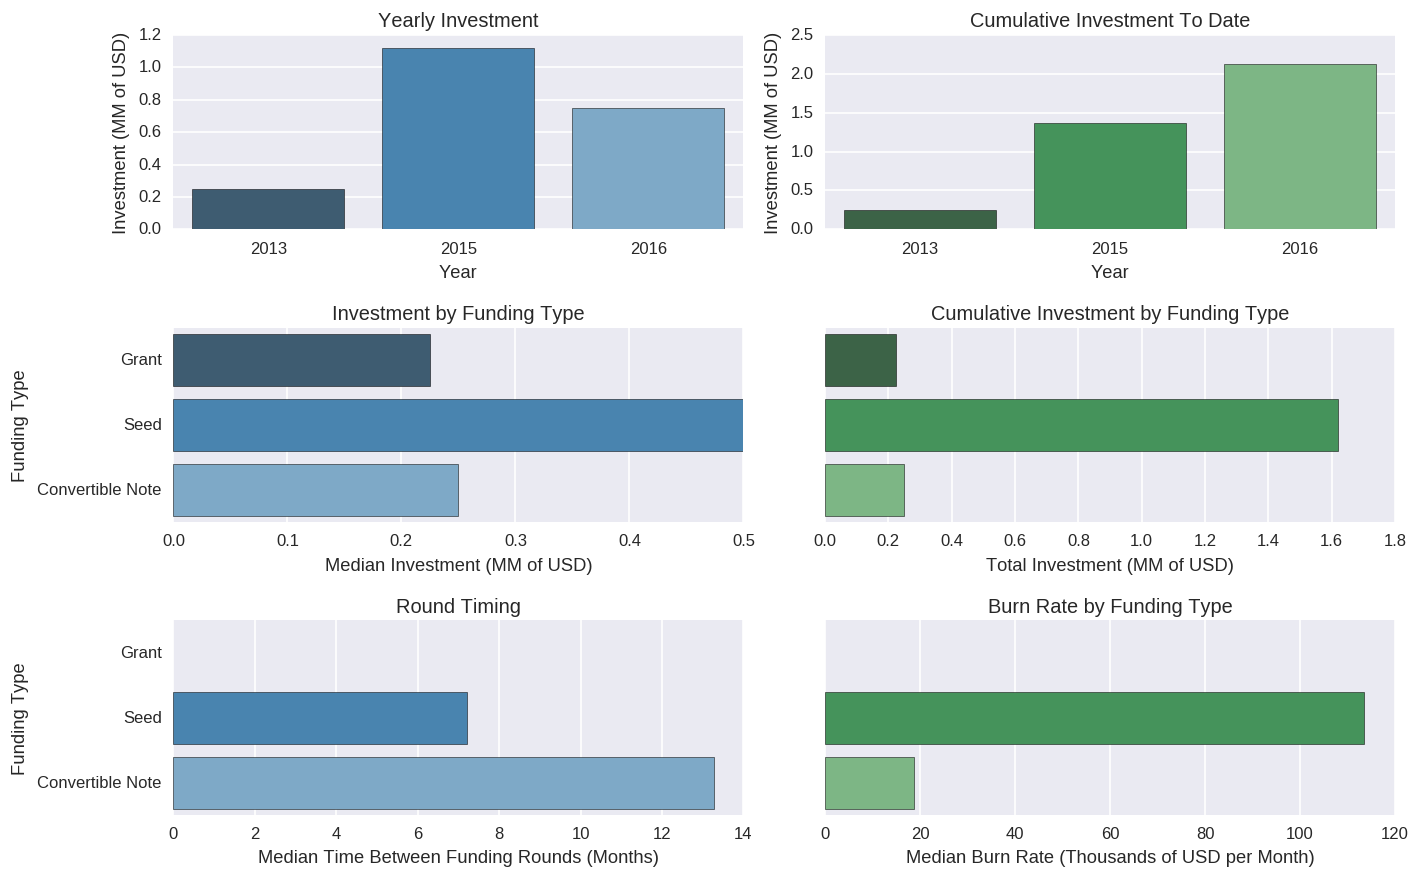 Yearly Investment
Investment (MM of USD)
1.2
1.0
0.8
0.6
0.4
0.2
0.0
2013 2015 2016
Year
Cumulative Investment To Date
Investment (MM of USD)
2.5
2.0
1.5
1.0
0.5
0.0
2013 2015 2016
Year
Investment by Funding Type
Funding Type
Grant
Seed
Convertible Note
0.0 0.1 0.2 0.3 0.4 0.5
Median Investment (MM of USD)
Cumulative Investment by Funding Type
0.0 0.2 0.4 0.6 0.8 1.0 1.2 1.4 1.6 1.8
Total Investment (MM of USD)
Round Timing
Funding Type
Grant
Seed
Convertible Note
0 2 4 6 8 10 12 14
Median Time Between Funding Rounds (Months)
Burn Rate by Funding Type
0 20 40 60 80 100 120
Median Burn Rate (Thousands of USD per Month)